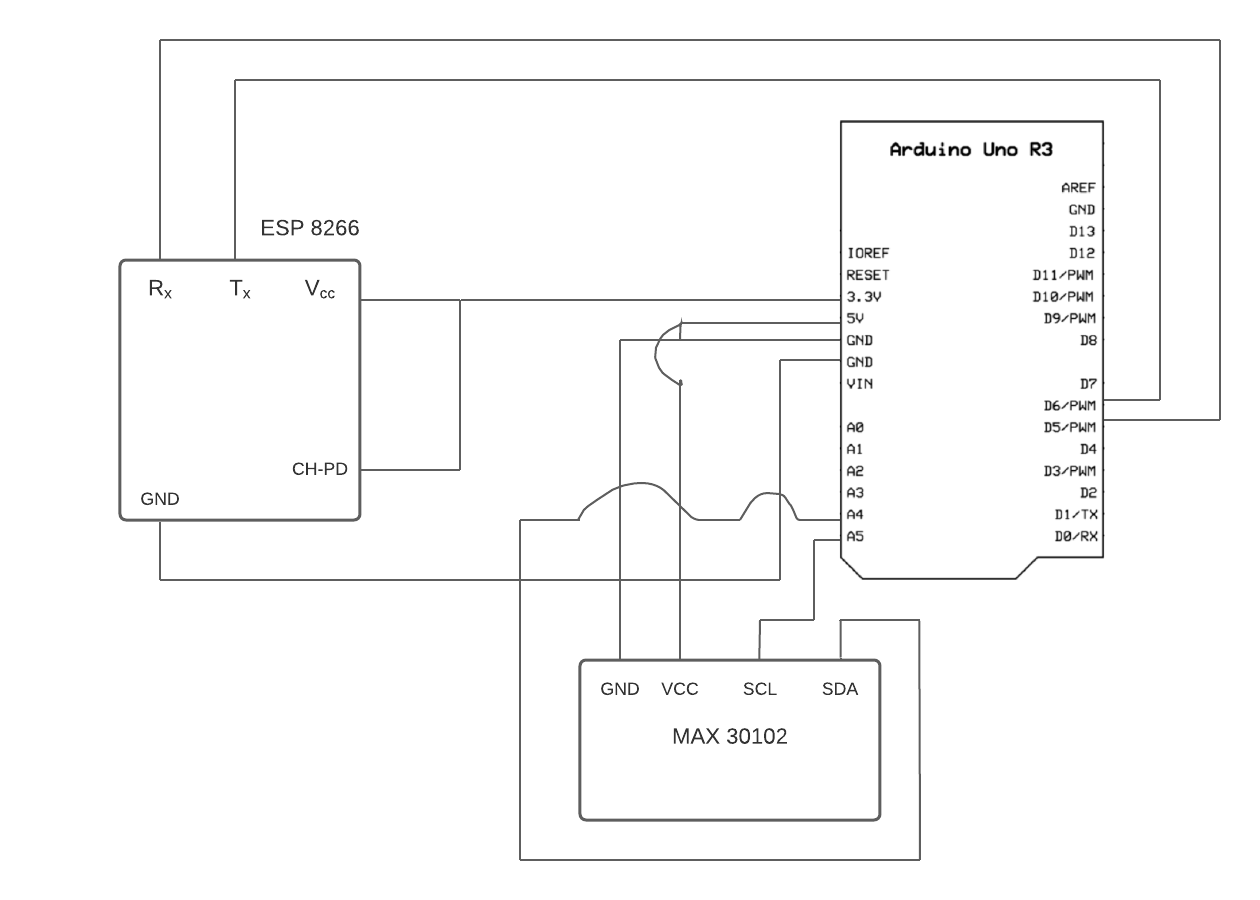 Arduino Uno R3
AREF
GND
D13
IOREF D12
RESET D11/PWM
3.3V D10/PWM
5V D9/PWM
GND D8
GND
VIN D7
D6/PWM
A0 D5/PWM
A1 D4
A2 D3/PWM
A3 D2
A4 D1/TX
A5 D0/RX
ESP 8266
Rx Tx Vcc
CH-PD
GND
GND VCC SCL SDA
MAX 30102